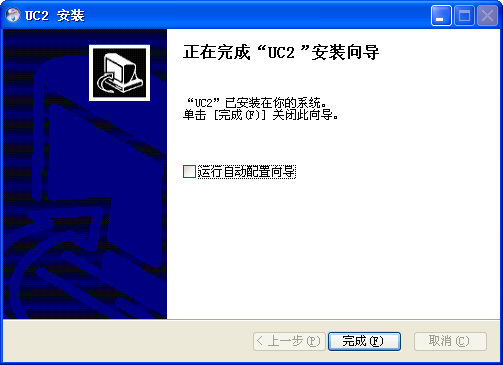 UC2 安装
正在完成“UC2 ”安装向导
“UC2”已安装在你的系统。
单击 [完成(F)] 关闭此向导。
运行自动配置向导
< 上一步(P)
完成(F)
取消(C)